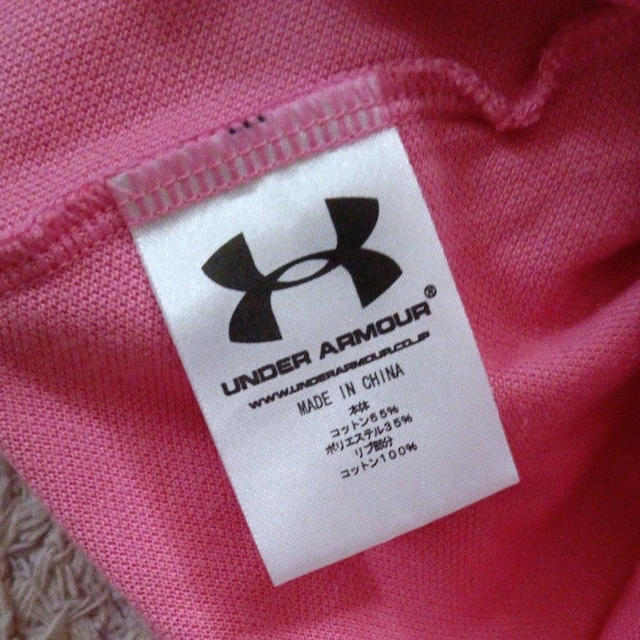 UNDER ARMOUR®
WWW.UNDERARMOUR.CO.JP
MADE IN CHINA
本体
コットン65%
ポリエステル35%
リブ部分
コットン100%